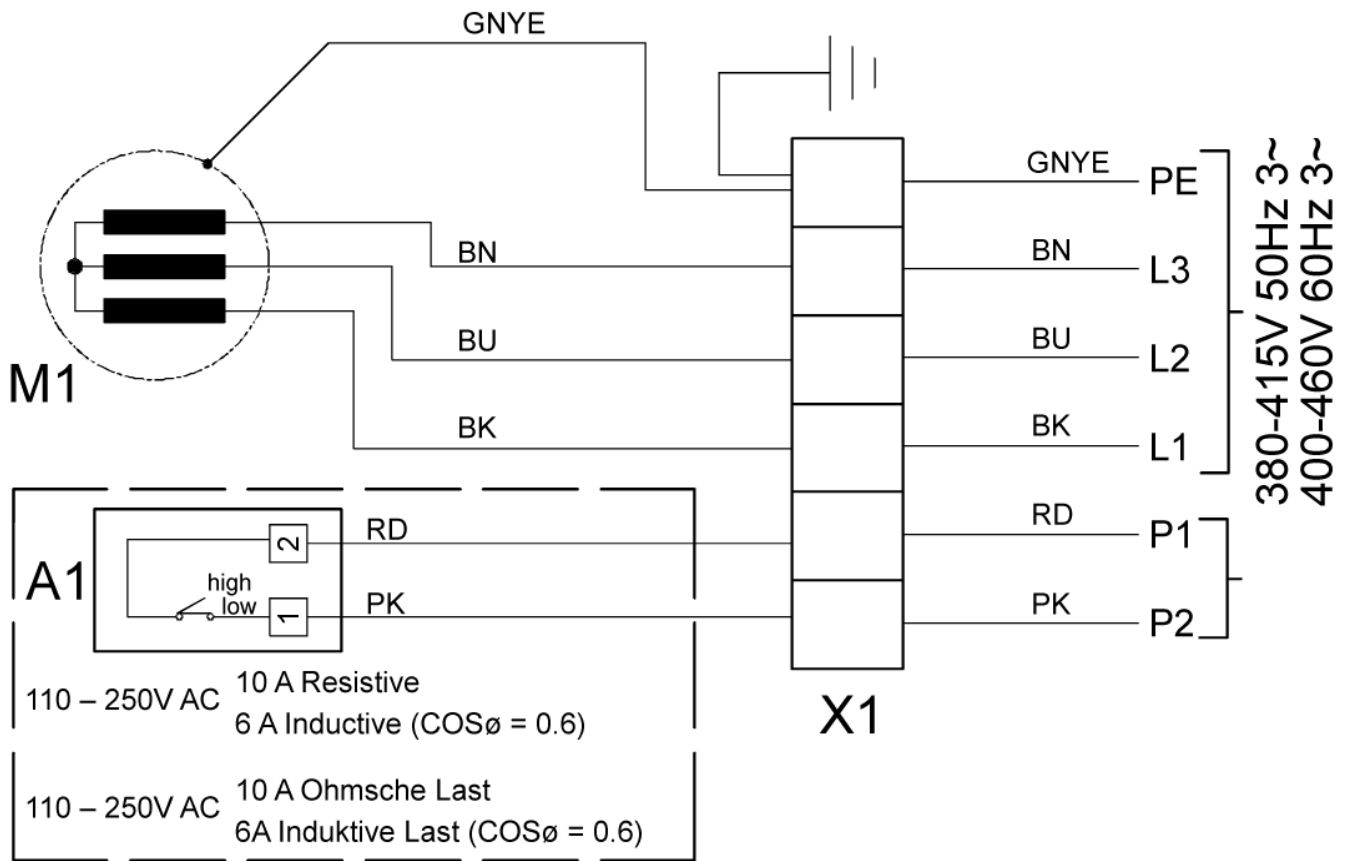 GNYE
GNYE
PE
BN
BN
L3
BU
BU
L2
M1
BK
BK
L1
380-415V 50Hz 3~
400-460V 60Hz 3~
A1
2
RD
RD
P1
high
low
1
PK
PK
P2
110 – 250V AC
10 A Resistive
6 A Inductive (COSø = 0.6)
X1
110 – 250V AC
10 A Ohmsche Last
6A Induktive Last (COSø = 0.6)